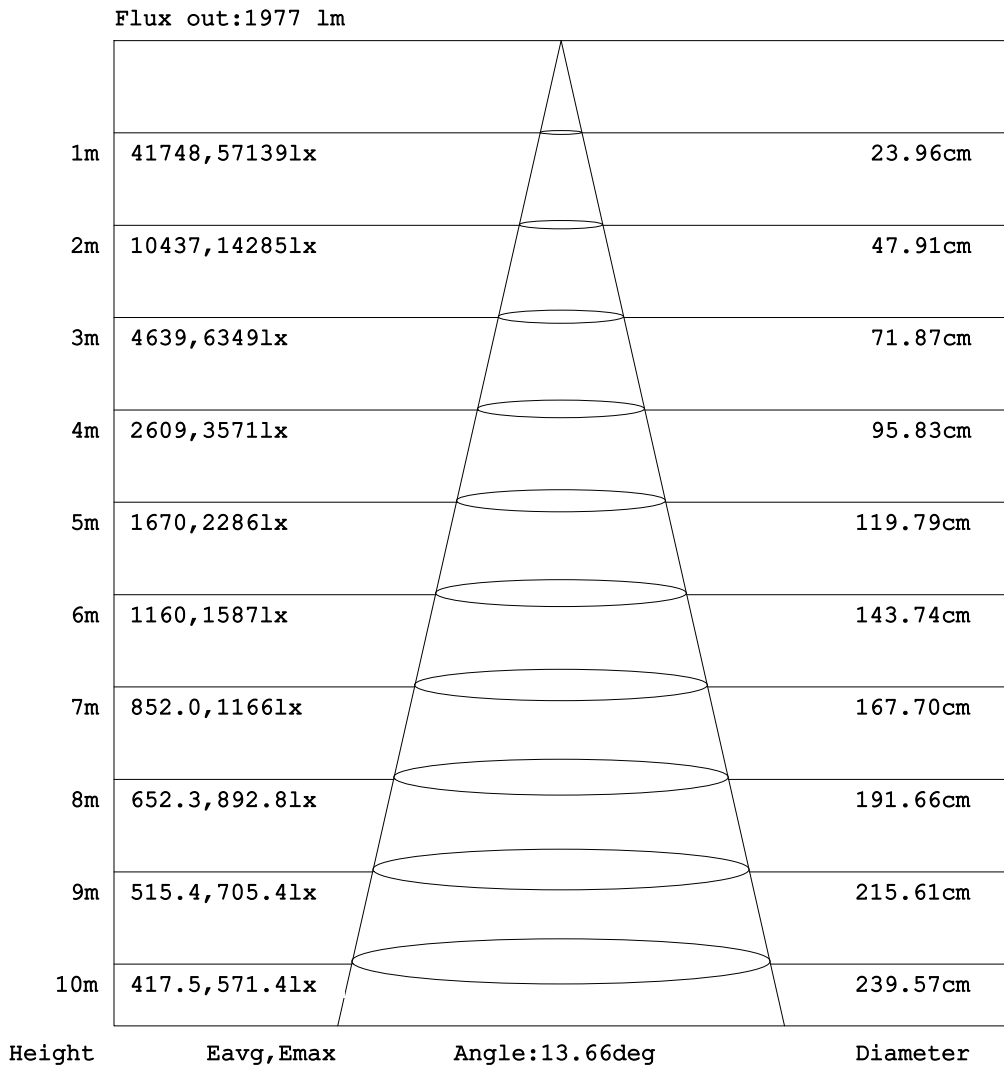 Flux out:1977 lm
1m 41748,57139lx 23.96cm
2m 10437,14285lx 47.91cm
3m 4639,6349lx 71.87cm
4m 2609,3571lx 95.83cm
5m 1670,2286lx 119.79cm
6m 1160,1587lx 143.74cm
7m 852.0,1166lx 167.70cm
8m 652.3,892.8lx 191.66cm
9m 515.4,705.4lx 215.61cm
10m 417.5,571.4lx 239.57cm
Height Eavg,Emax Angle:13.66deg Diameter